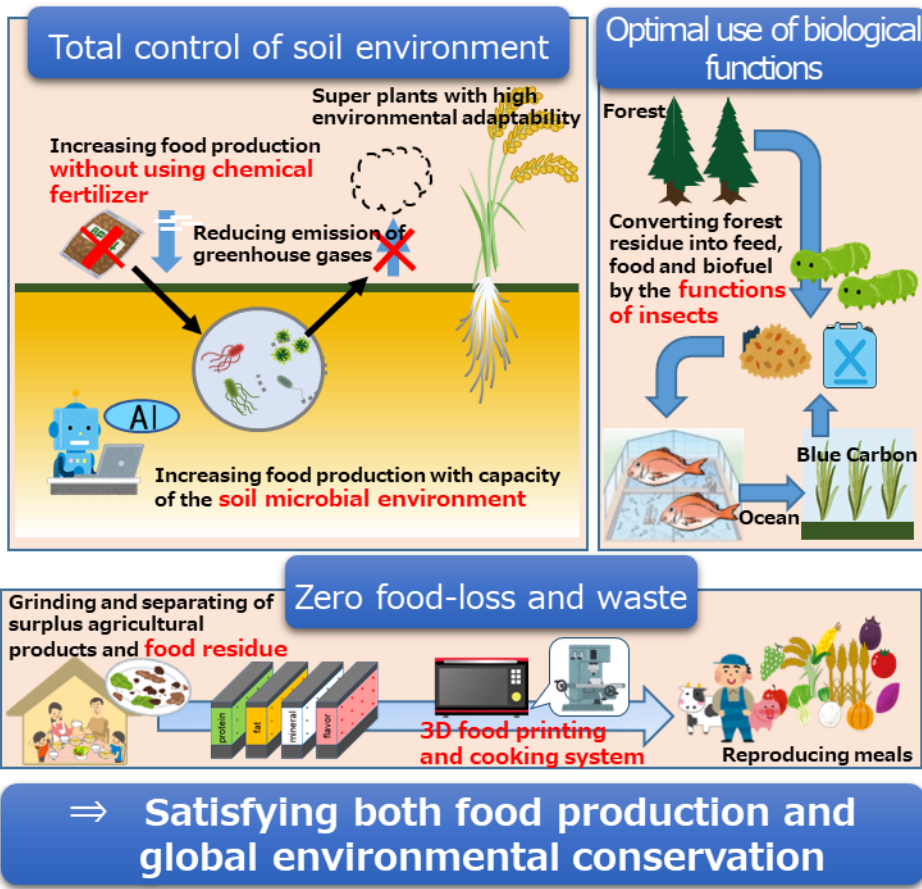 Total control of soil environment
Super plants with high
environmental adaptability
Increasing food production
without using chemical
fertilizer
Reducing emission of
greenhouse gases
AI
Increasing food production with capacity
of the soil microbial environment
Optimal use of biological
functions
Forest
Converting forest
residue into feed,
food and biofuel
by the functions
of insects
Blue Carbon
Ocean
Zero food-loss and waste
Grinding and separating of
surplus agricultural
products and food residue
protein
fat
mineral
flavor
3D food printing
and cooking system
Reproducing meals
⇒ Satisfying both food production and
global environmental conservation